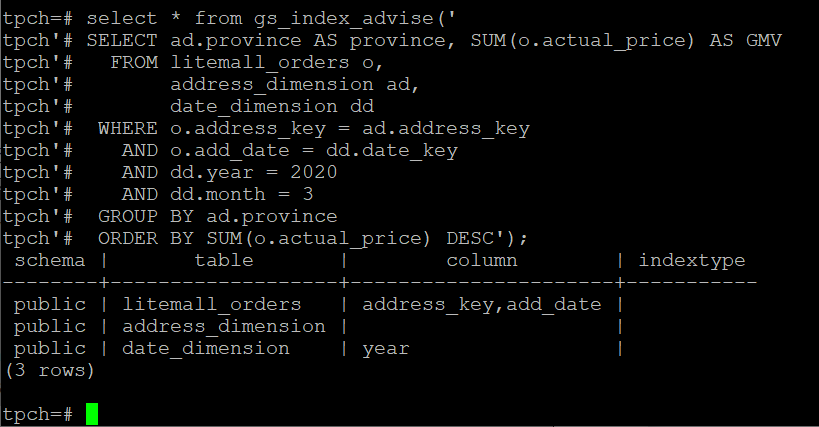 tpch=# select * from gs_index_advise('
tpch'# SELECT ad.province AS province, SUM(o.actual_price) AS GMV
tpch'#   FROM litemall_orders o,
tpch'#        address_dimension ad,
tpch'#        date_dimension dd
tpch'#  WHERE o.address_key = ad.address_key
tpch'#    AND o.add_date = dd.date_key
tpch'#    AND dd.year = 2020
tpch'#    AND dd.month = 3
tpch'#  GROUP BY ad.province
tpch'#  ORDER BY SUM(o.actual_price) DESC');
 schema |       table       |        column        | indextype
--------+-------------------+----------------------+-----------
 public | litemall_orders   | address_key,add_date |
 public | address_dimension |                      |
 public | date_dimension    | year                 |
(3 rows)
tpch=#